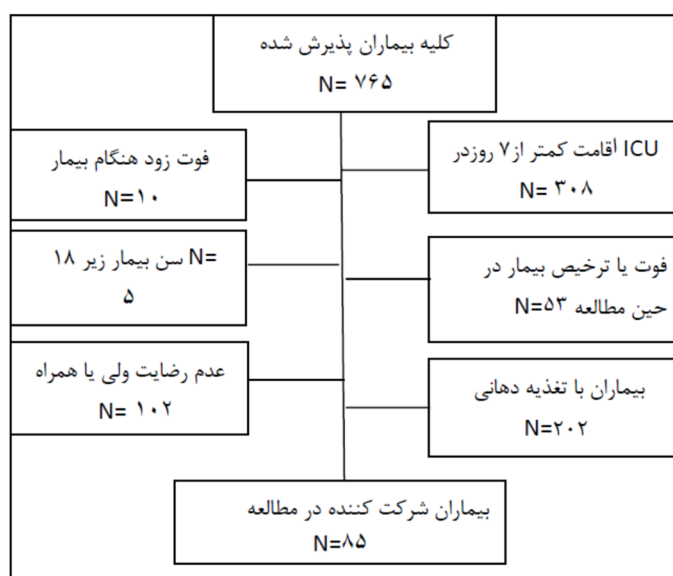 کلیه بیماران پذیرش شده
N= ۷۶۵
ICU أقامت کمتر از۷ روزدر
N= ۳۰۸
فوت زود هنگام بیمار
N=۱۰
فوت یا ترخیص بیمار در
حین مطالعه N=۵۳
N= سن بیمار زیر ۱۸
۵
بیماران با تغذیه دهانی
N=۲۰۲
عدم رضایت ولی یا همراه
N= ۱۰۲
بیماران شرکت کننده در مطالعه
N=۸۵